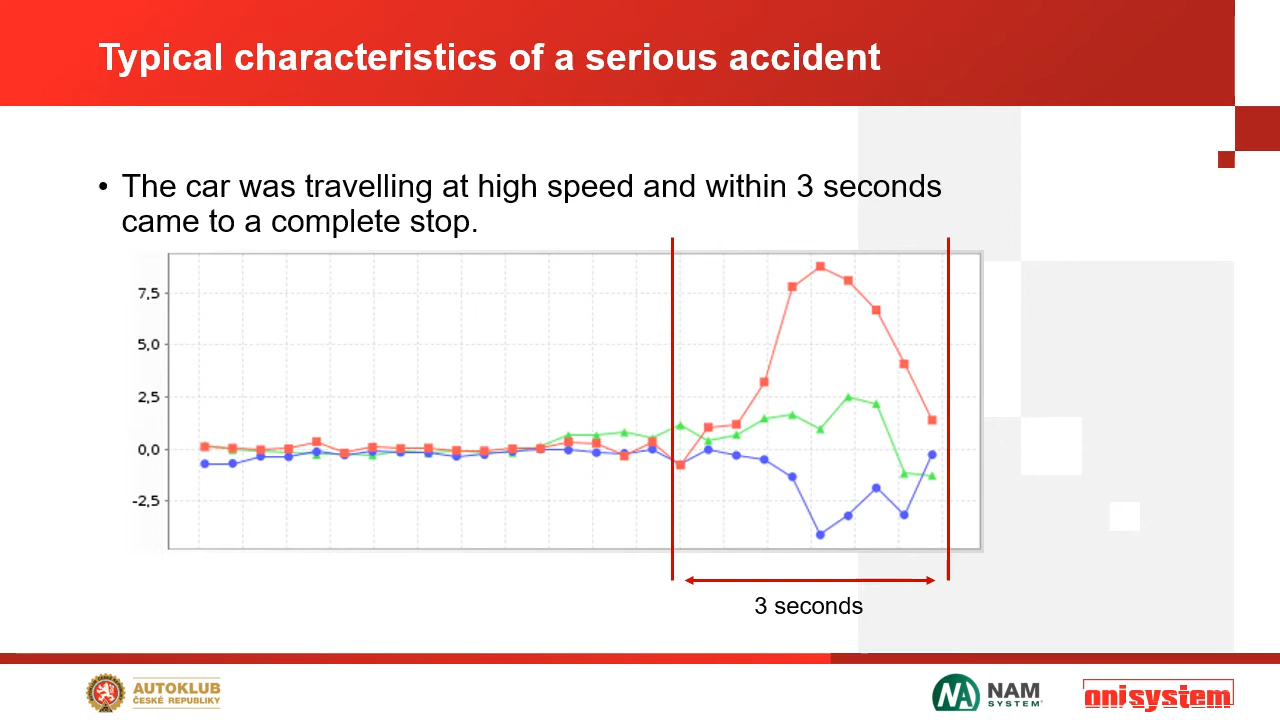 Typical characteristics of a serious accident
• The car was travelling at high speed and within 3 seconds
came to a complete stop.
7,5
5,0
2,5
0,0
-2,5
3 seconds
AUTOKLUB
ČESKÉ REPUBLIKY
NAM
SYSTEM
onisystem